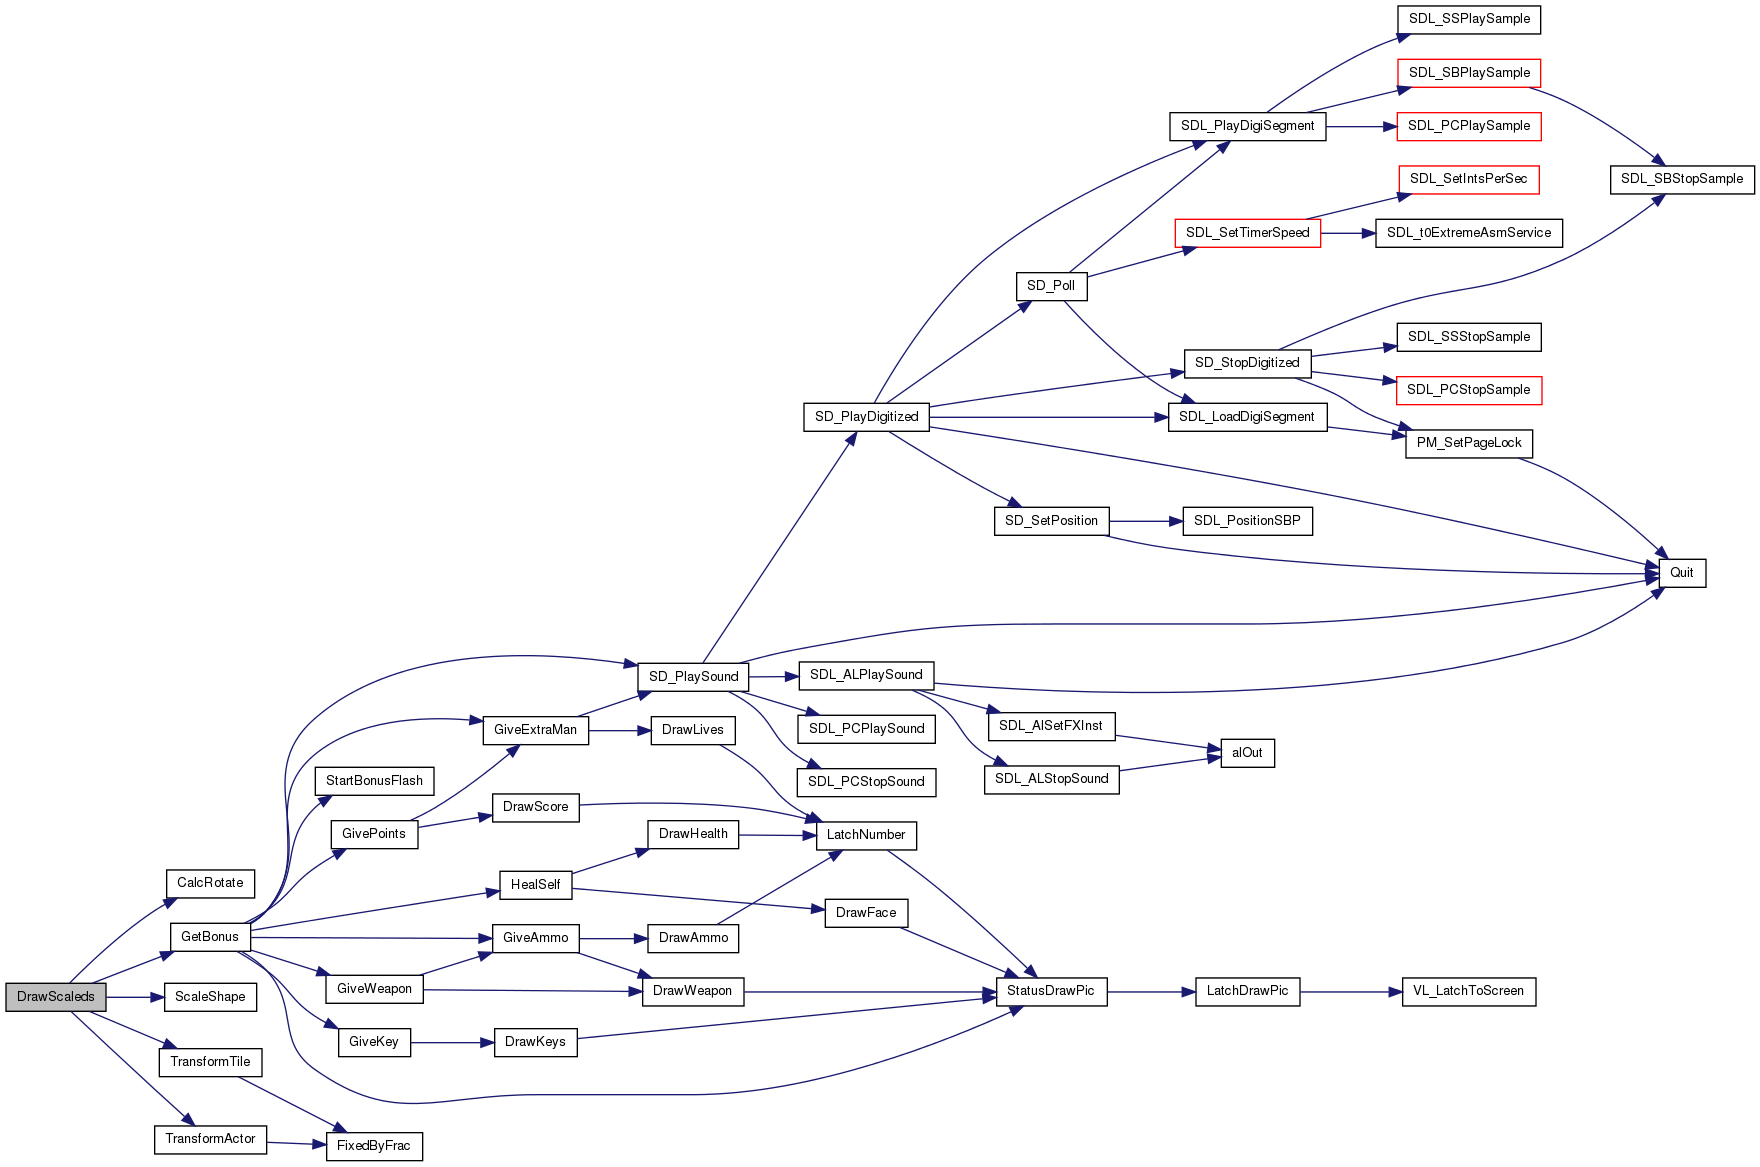 SDL_SSPlaySample
SDL_SBPlaySample
SDL_PlayDigiSegment
SDL_PCPlaySample
SDL_SetIntsPerSec
SDL_SBStopSample
SDL_SetTimerSpeed
SDL_t0ExtremeAsmService
SD_Poll
SDL_SSStopSample
SD_StopDigitized
SDL_PCStopSample
SD_PlayDigitized
SDL_LoadDigiSegment
PM_SetPageLock
SD_SetPosition
SDL_PositionSBP
Quit
SD_PlaySound
SDL_ALPlaySound
GiveExtraMan
DrawLives
SDL_PCPlaySound
SDL_AlSetFXInst
alOut
StartBonusFlash
SDL_PCStopSound
SDL_ALStopSound
DrawScore
GivePoints
DrawHealth
LatchNumber
CalcRotate
HealSelf
DrawFace
GetBonus
GiveAmmo
DrawAmmo
DrawScaleds
ScaleShape
GiveWeapon
DrawWeapon
StatusDrawPic
LatchDrawPic
VL_LatchToScreen
GiveKey
DrawKeys
TransformTile
TransformActor
FixedByFrac